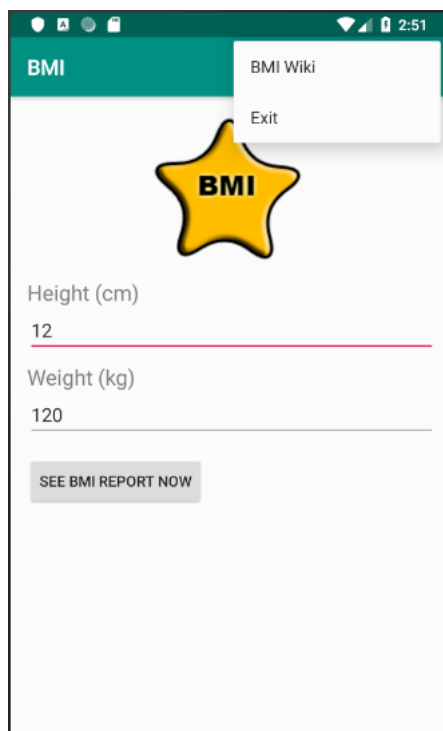 2:51
BMI
BMI Wiki
Exit
BMI
Height (cm)
12
Weight (kg)
120
SEE BMI REPORT NOW